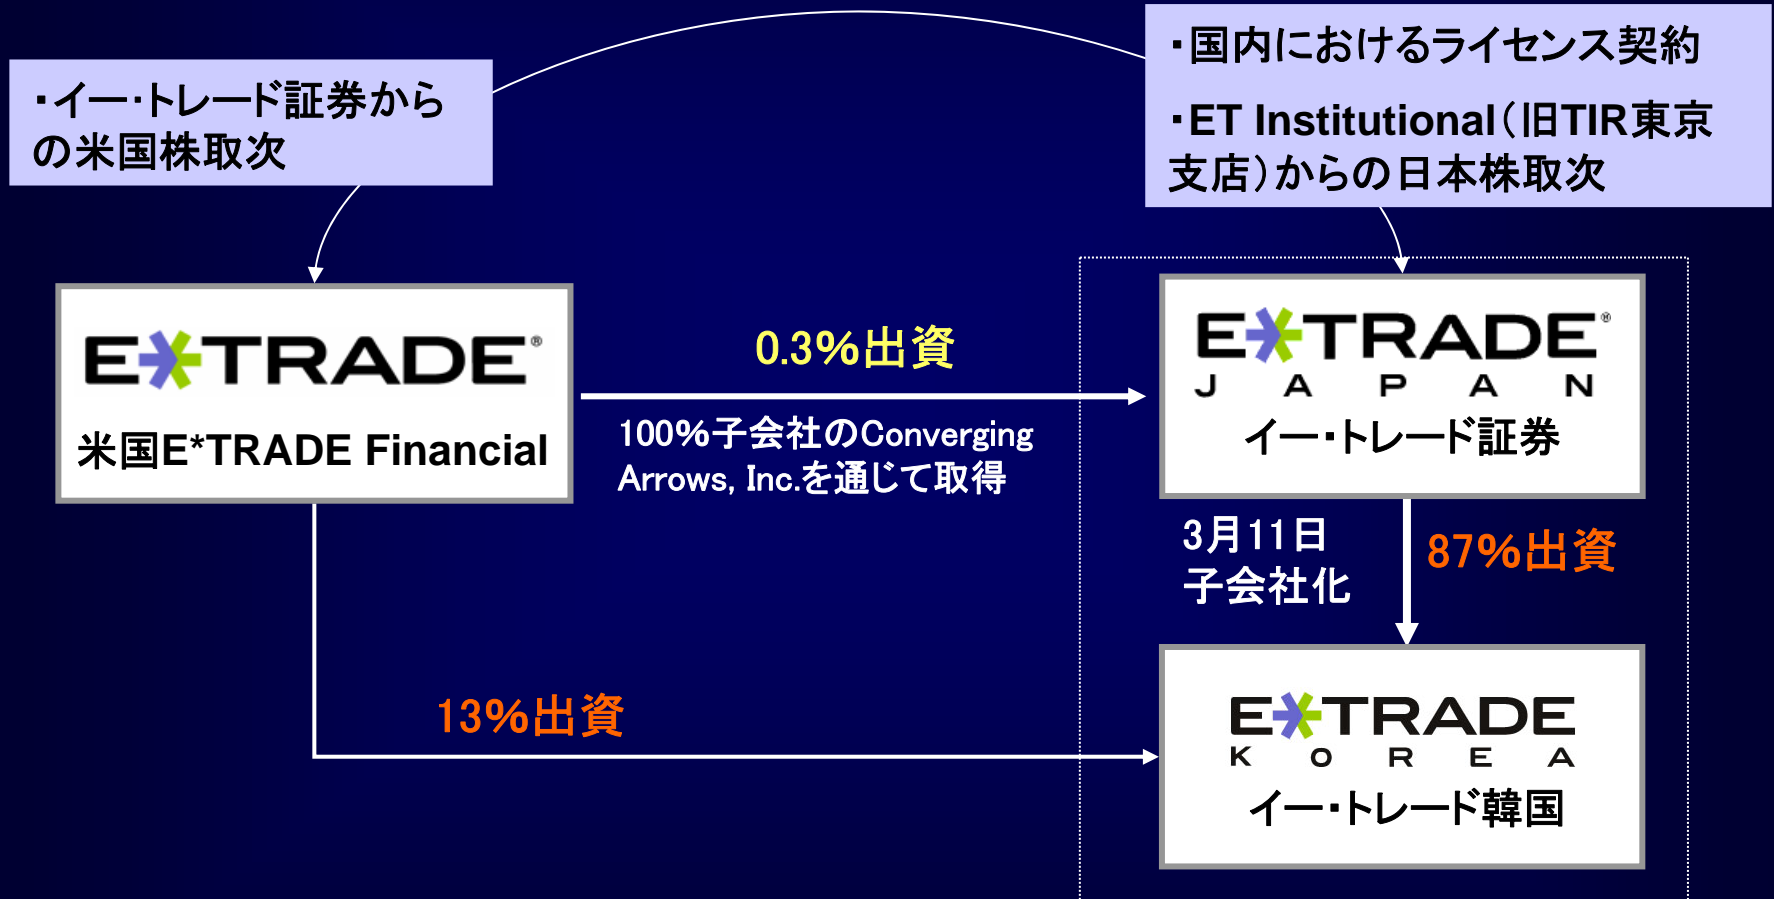 ・イー・トレード証券から
の米国株取次
・国内におけるライセンス契約
・ET Institutional（旧TIR東京
支店）からの日本株取次
E*TRADE®
米国E*TRADE Financial
0.3%出資
100%子会社のConverging
Arrows, Inc.を通じて取得
E*TRADE®
JAPAN
イー・トレード証券
3月11日
子会社化
87%出資
13%出資
E*TRADE
KOREA
イー・トレード韓国